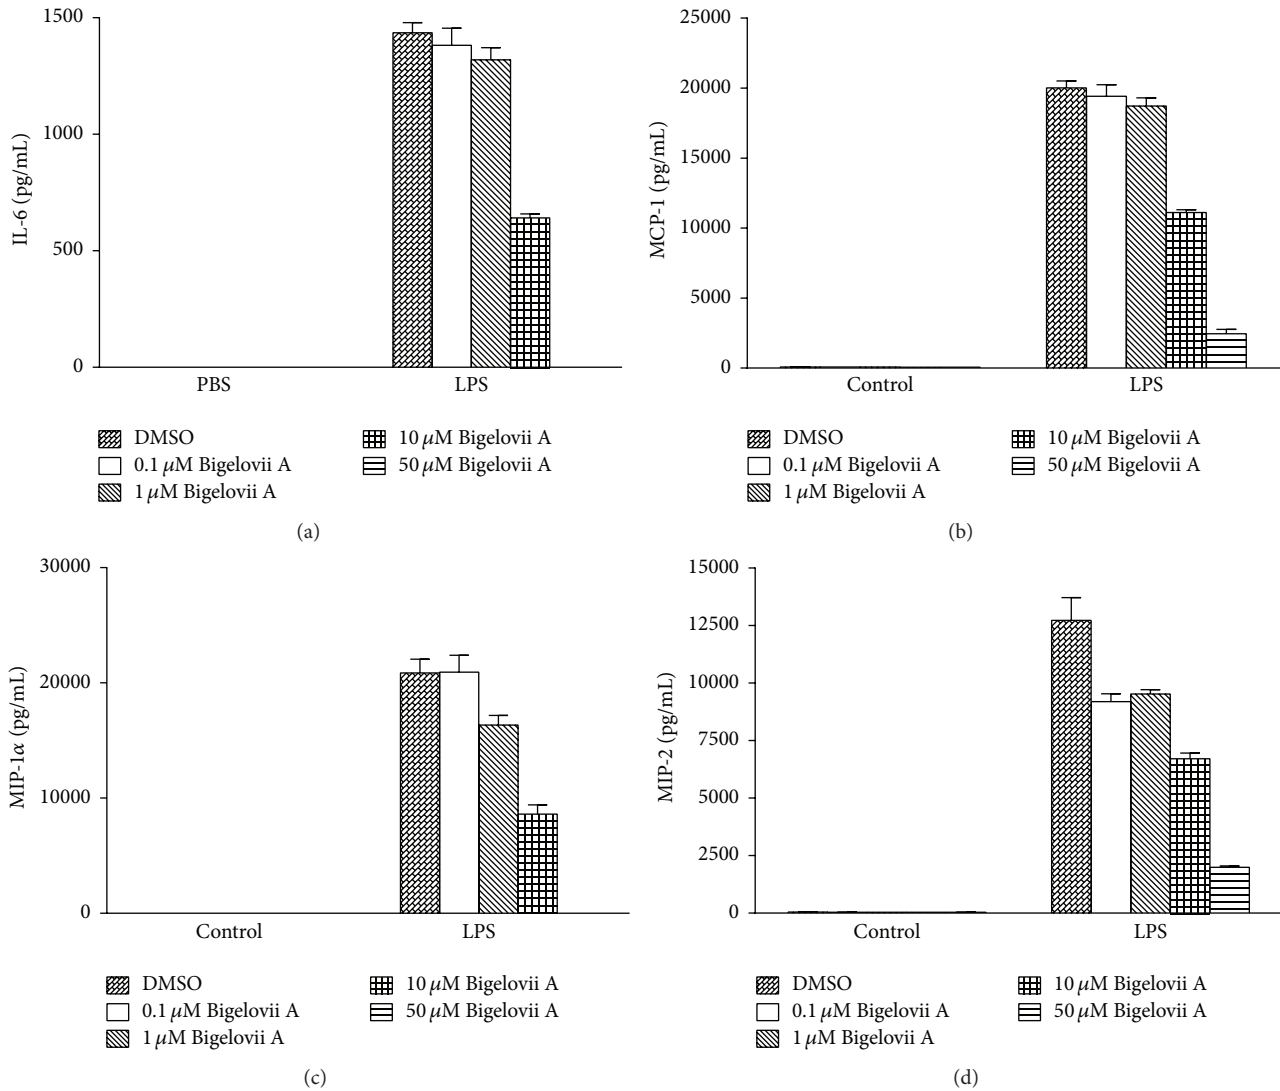 1500
1000
500
0
IL-6 (pg/mL)
PBS
LPS
DMSO
0.1 μM Bigelovii A
1 μM Bigelovii A
10 μM Bigelovii A
50 μM Bigelovii A
(a)
25000
20000
15000
10000
5000
0
MCP-1 (pg/mL)
Control
LPS
DMSO
0.1 μM Bigelovii A
1 μM Bigelovii A
10 μM Bigelovii A
50 μM Bigelovii A
(b)
30000
20000
10000
0
MIP-1α (pg/mL)
Control
LPS
DMSO
0.1 μM Bigelovii A
1 μM Bigelovii A
10 μM Bigelovii A
50 μM Bigelovii A
(c)
15000
12500
10000
7500
5000
2500
0
MIP-2 (pg/mL)
Control
LPS
DMSO
0.1 μM Bigelovii A
1 μM Bigelovii A
10 μM Bigelovii A
50 μM Bigelovii A
(d)